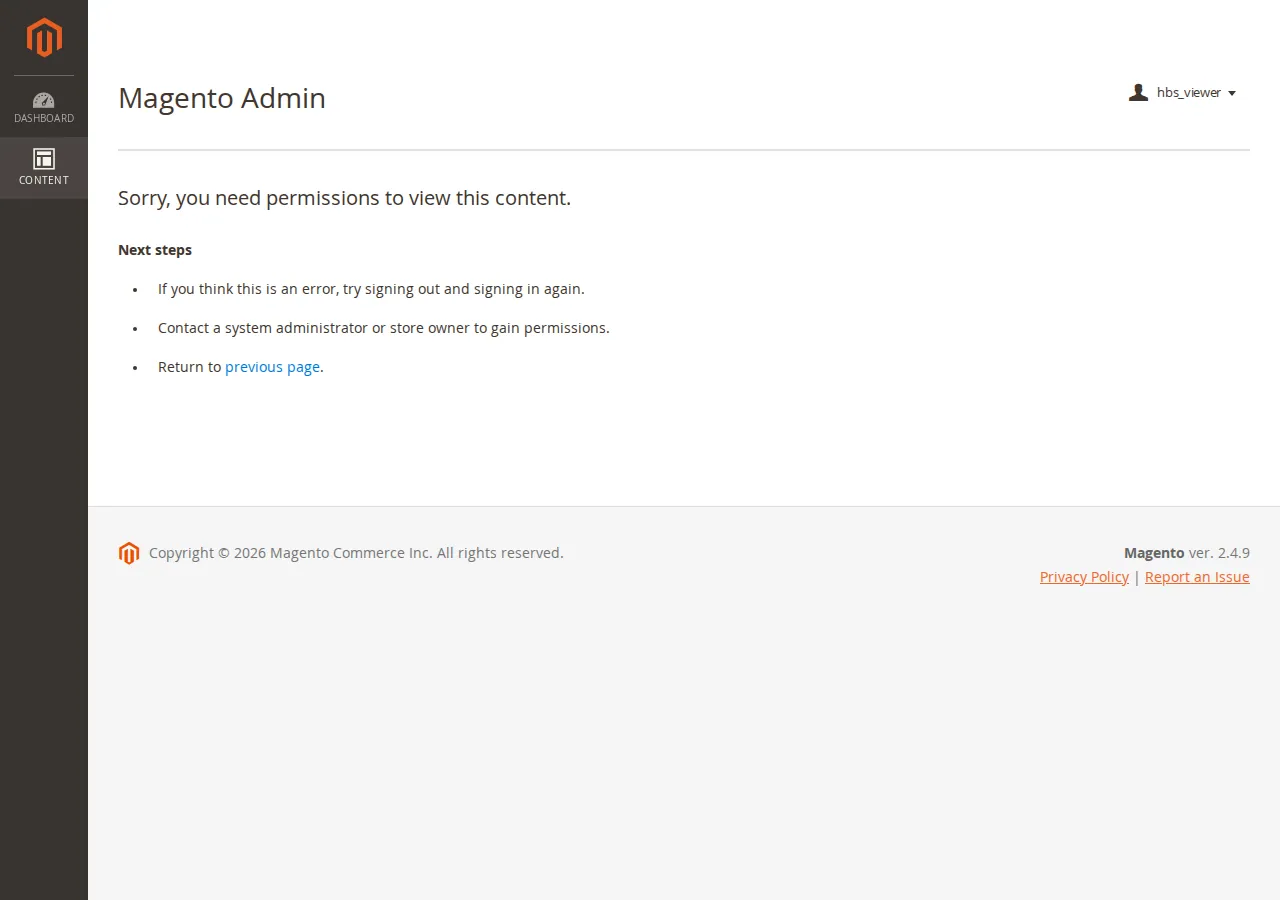 DASHBOARD
CONTENT
Magento Admin
hbs_viewer
Sorry, you need permissions to view this content.
Next steps
If you think this is an error, try signing out and signing in again.
Contact a system administrator or store owner to gain permissions.
Return to previous page.
Copyright © 2026 Magento Commerce Inc. All rights reserved.
Magento ver. 2.4.9
Privacy Policy | Report an Issue